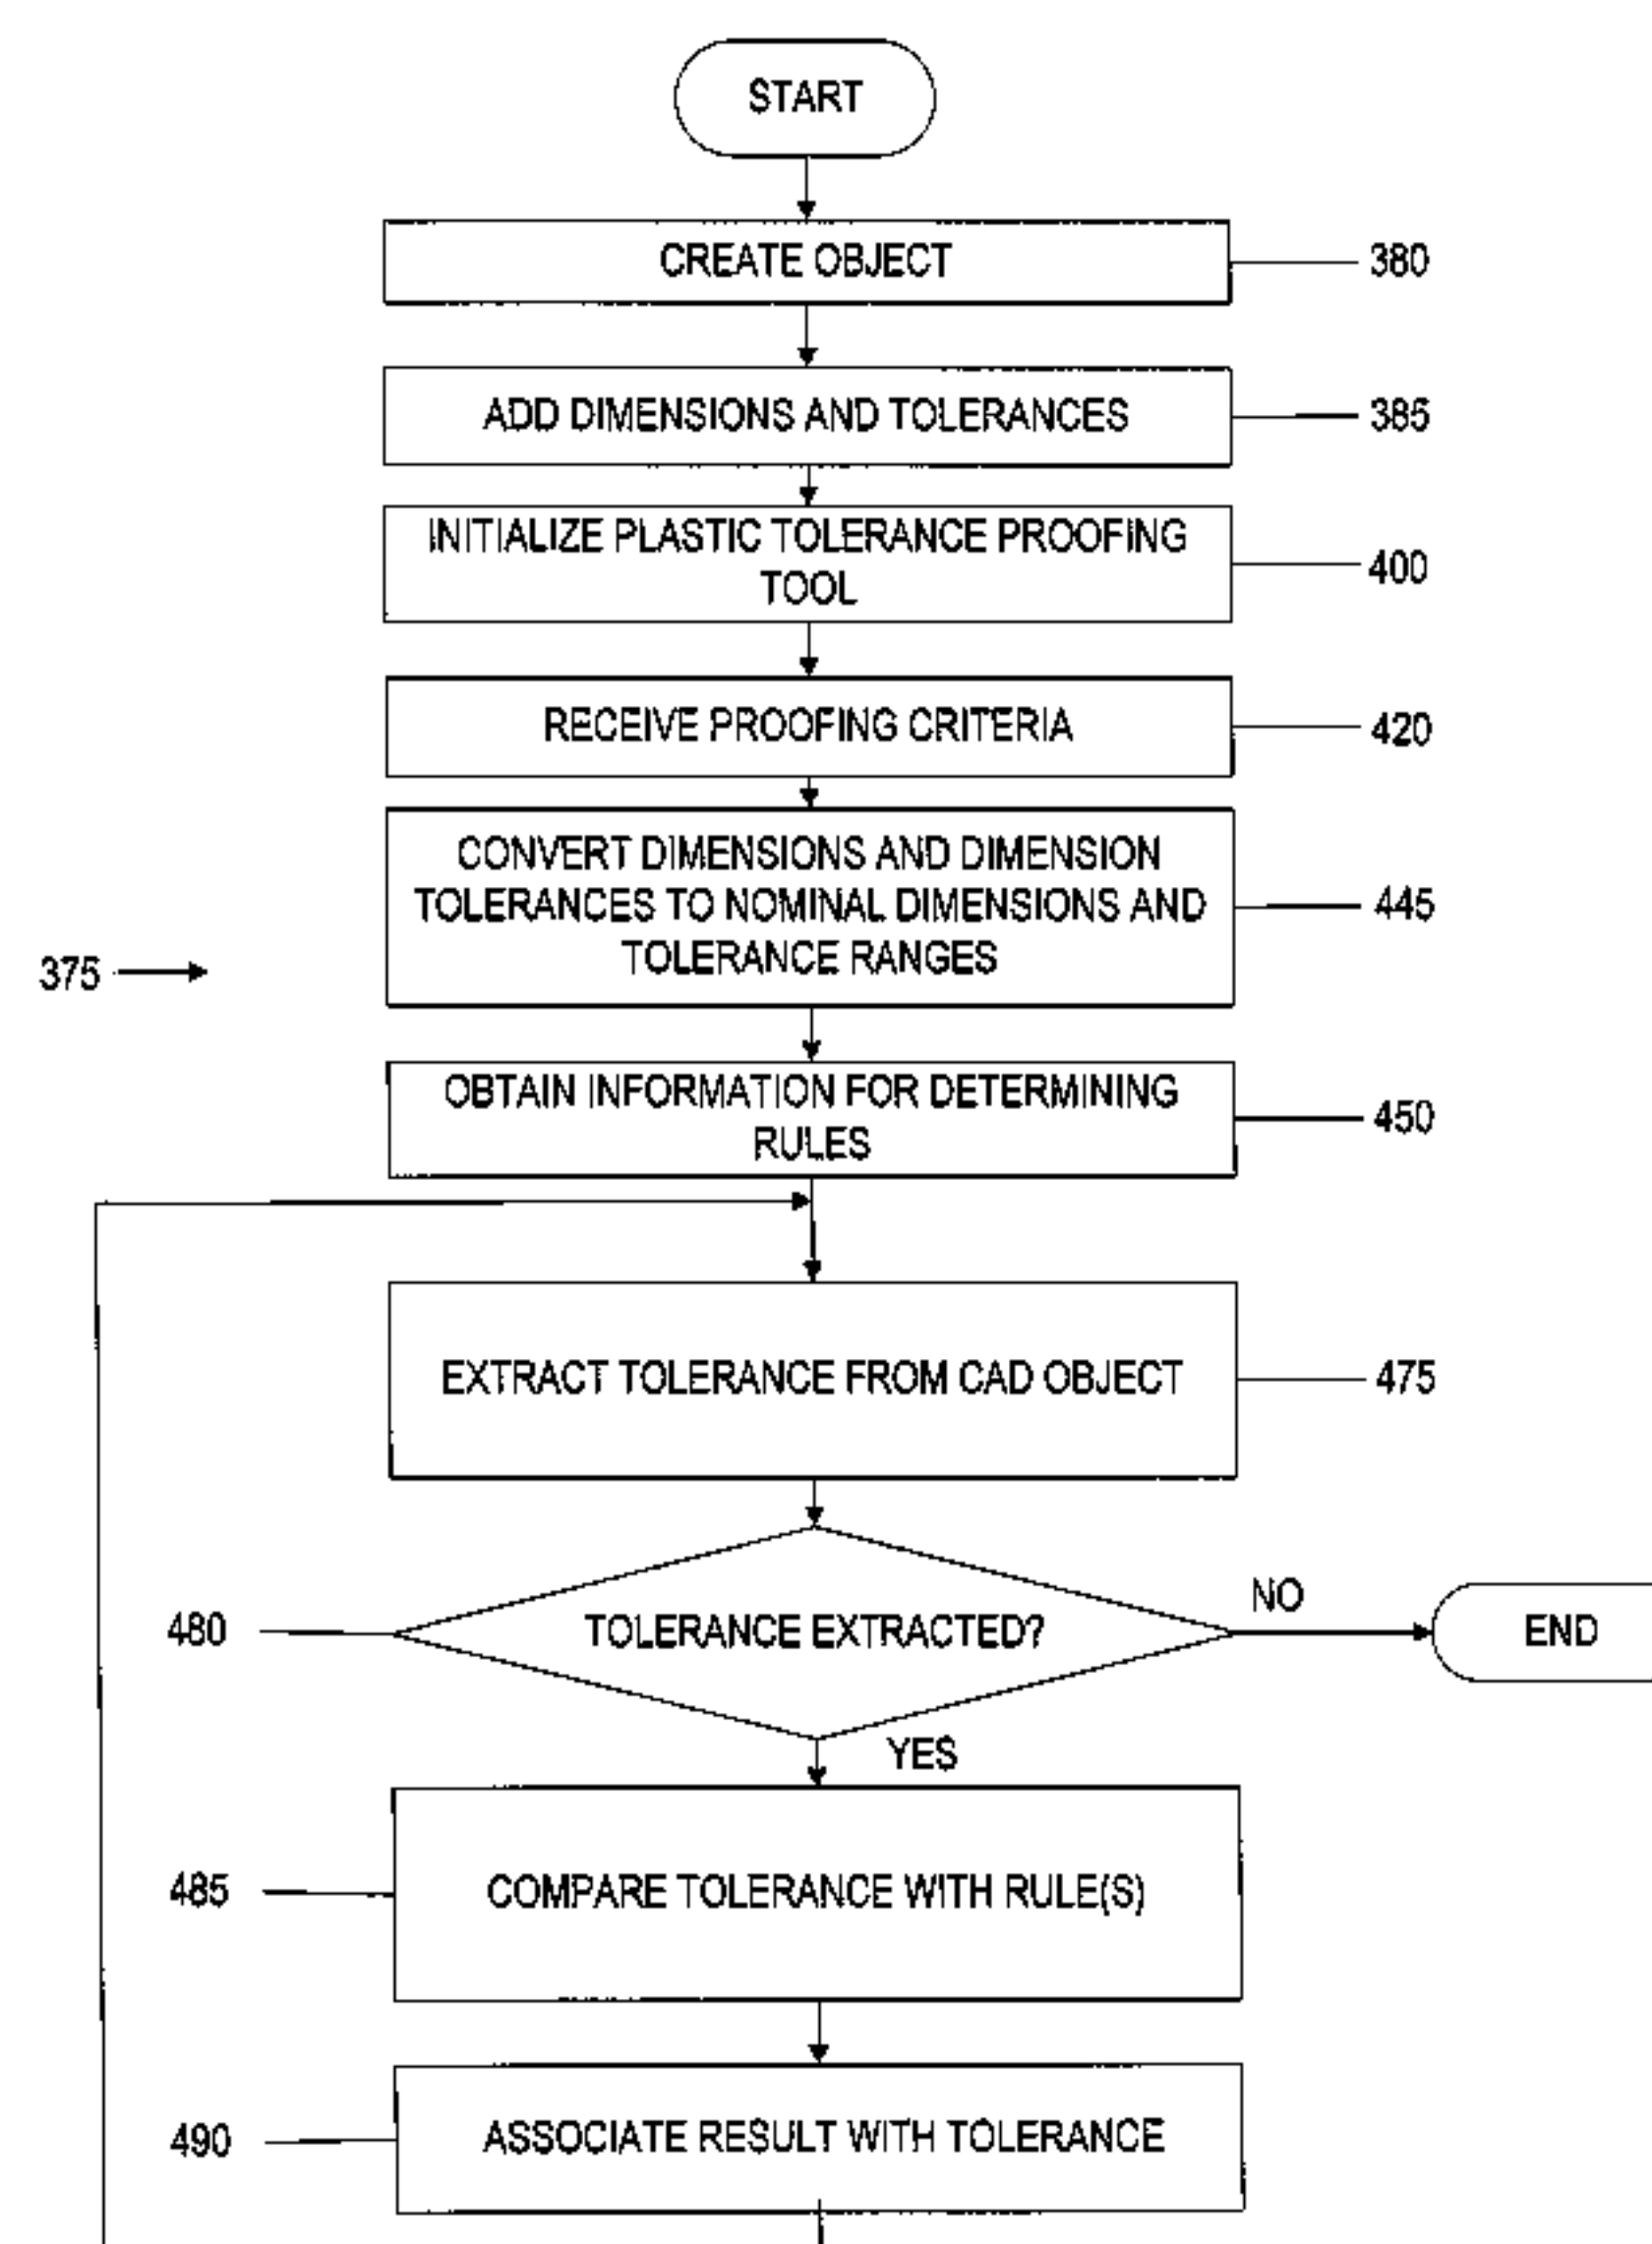 START
CREATE OBJECT
380
ADD DIMENSIONS AND TOLERANCES
385
INITIALIZE PLASTIC TOLERANCE PROOFING
TOOL
400
RECEIVE PROOFING CRITERIA
420
CONVERT DIMENSIONS AND DIMENSION
TOLERANCES TO NOMINAL DIMENSIONS AND
TOLERANCE RANGES
445
375
OBTAIN INFORMATION FOR DETERMINING
RULES
450
EXTRACT TOLERANCE FROM CAD OBJECT
475
480
TOLERANCE EXTRACTED?
NO
END
YES
485
COMPARE TOLERANCE WITH RULE(S)
490
ASSOCIATE RESULT WITH TOLERANCE